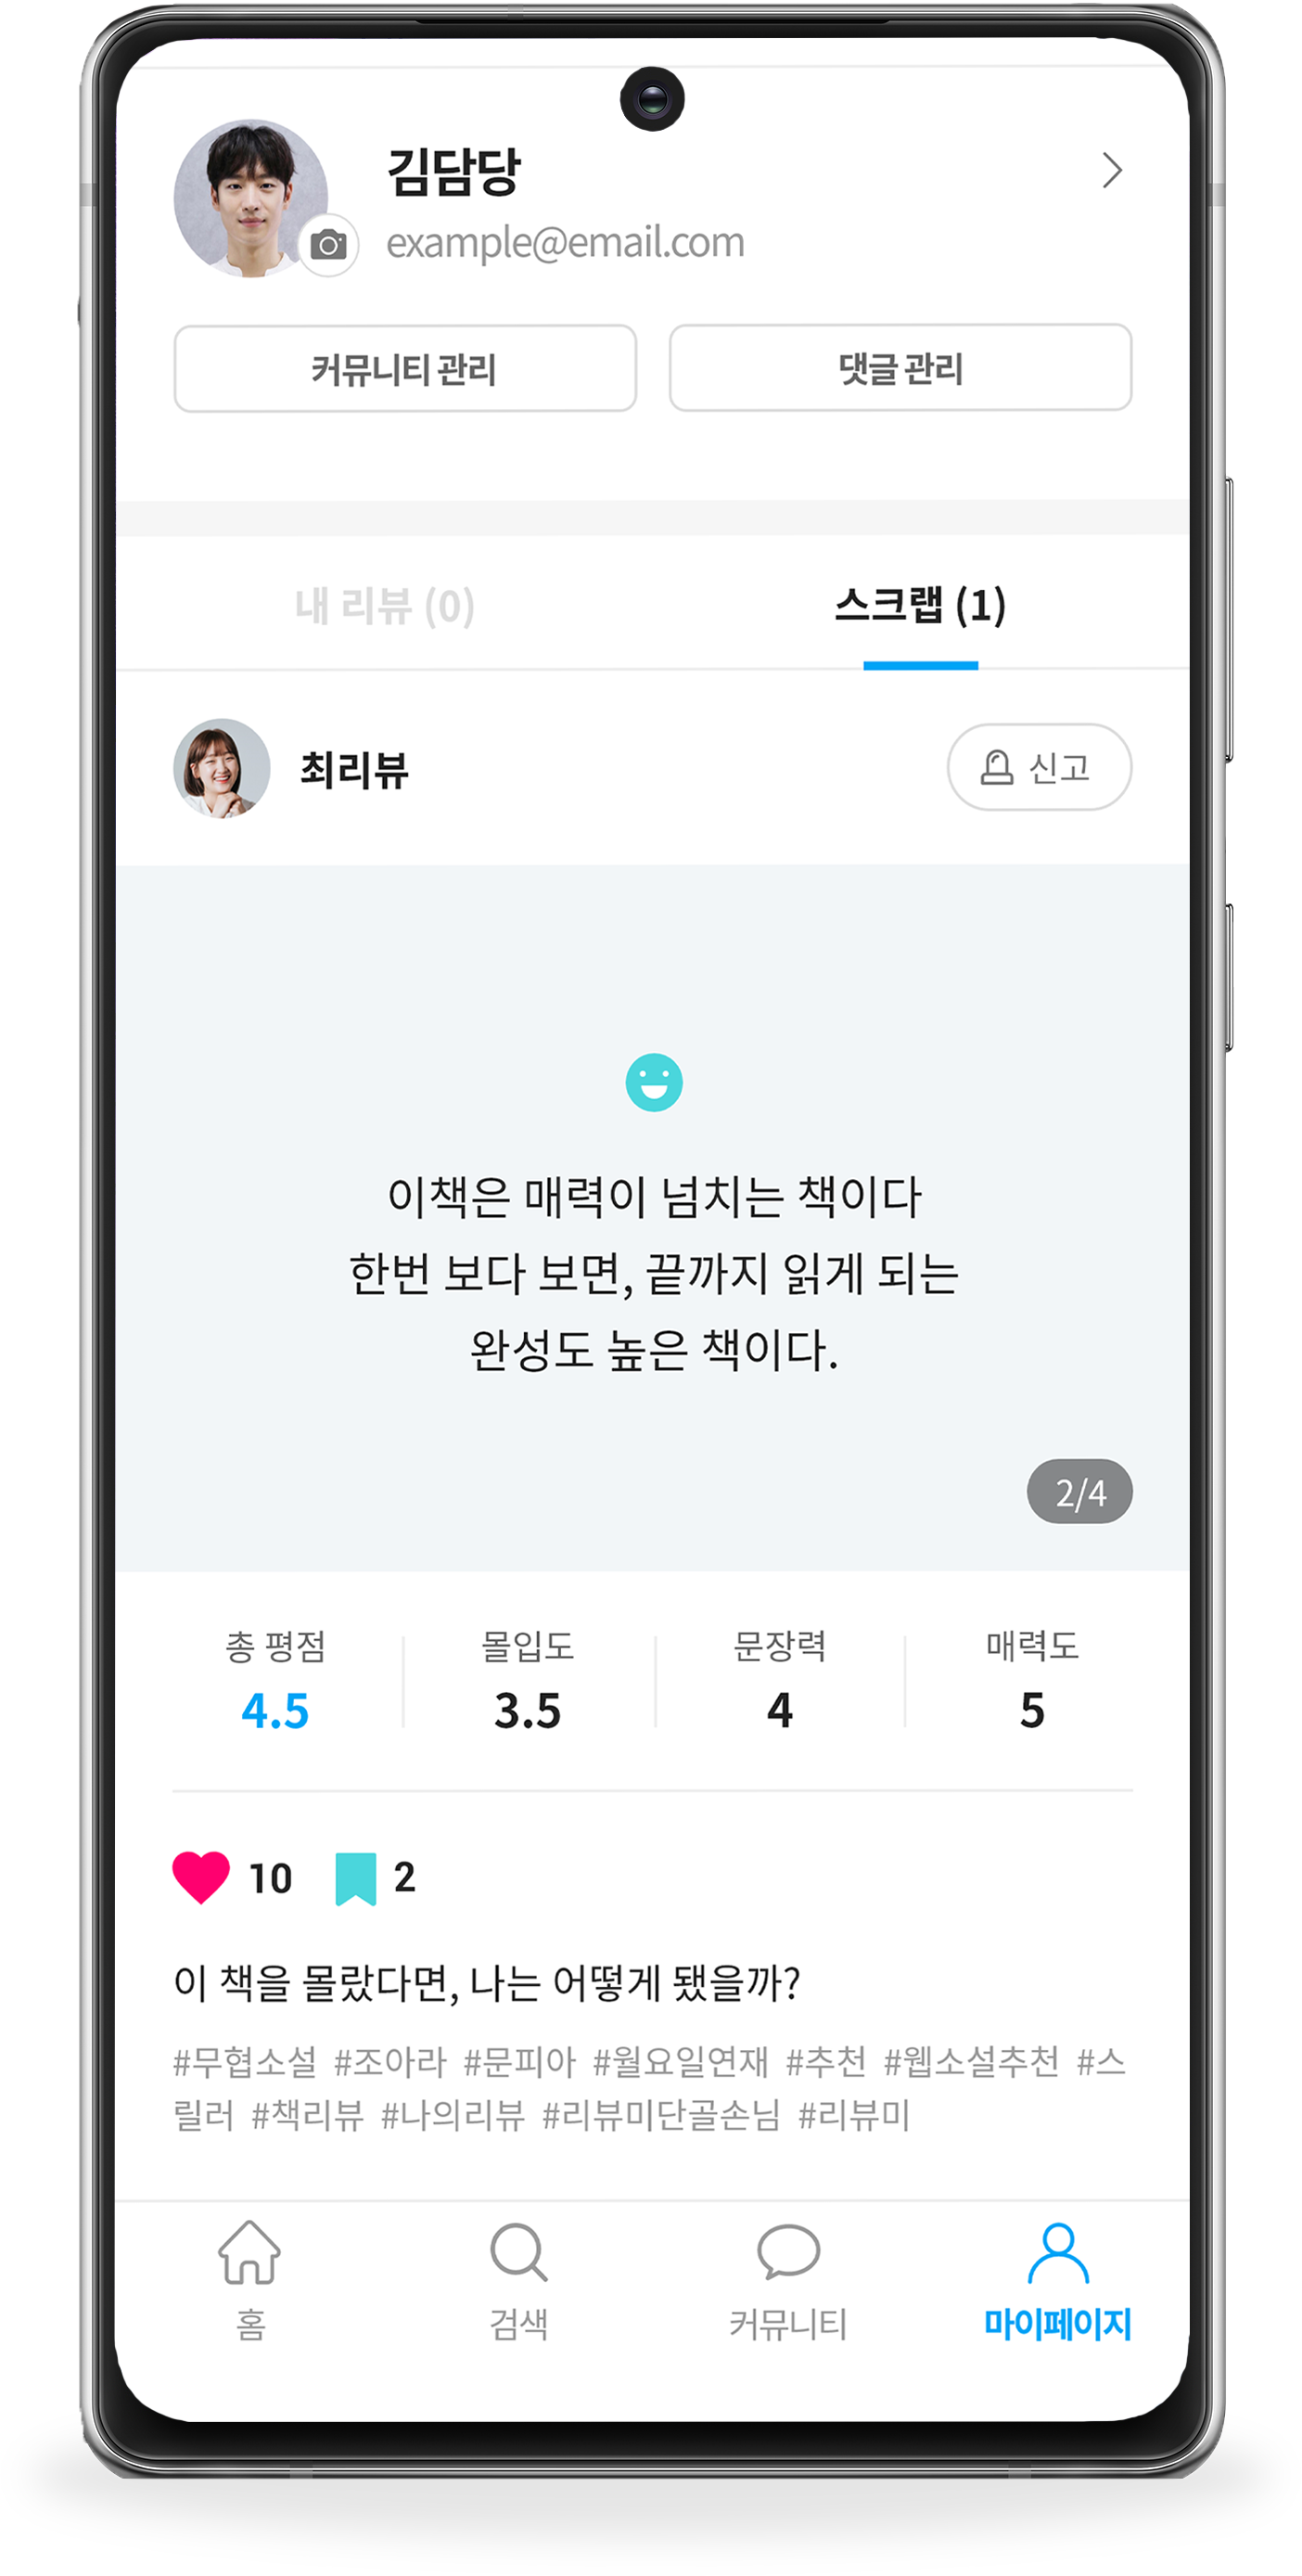 김담당
example@email.com
커뮤니티 관리
댓글 관리
내 리뷰 (0)
스크랩 (1)
최리뷰
신고
이책은 매력이 넘치는 책이다
한번 보다 보면, 끝까지 읽게 되는
완성도 높은 책이다.
2/4
총 평점
4.5
몰입도
3.5
문장력
4
매력도
5
10
2
이 책을 몰랐다면, 나는 어떻게 됐을까?
#무협소설 #조아라 #문피아 #월요일연재 #추천 #웹소설추천 #스
릴러 #책리뷰 #나의리뷰 #리뷰미단골손님 #리뷰미
홈
검색
커뮤니티
마이페이지